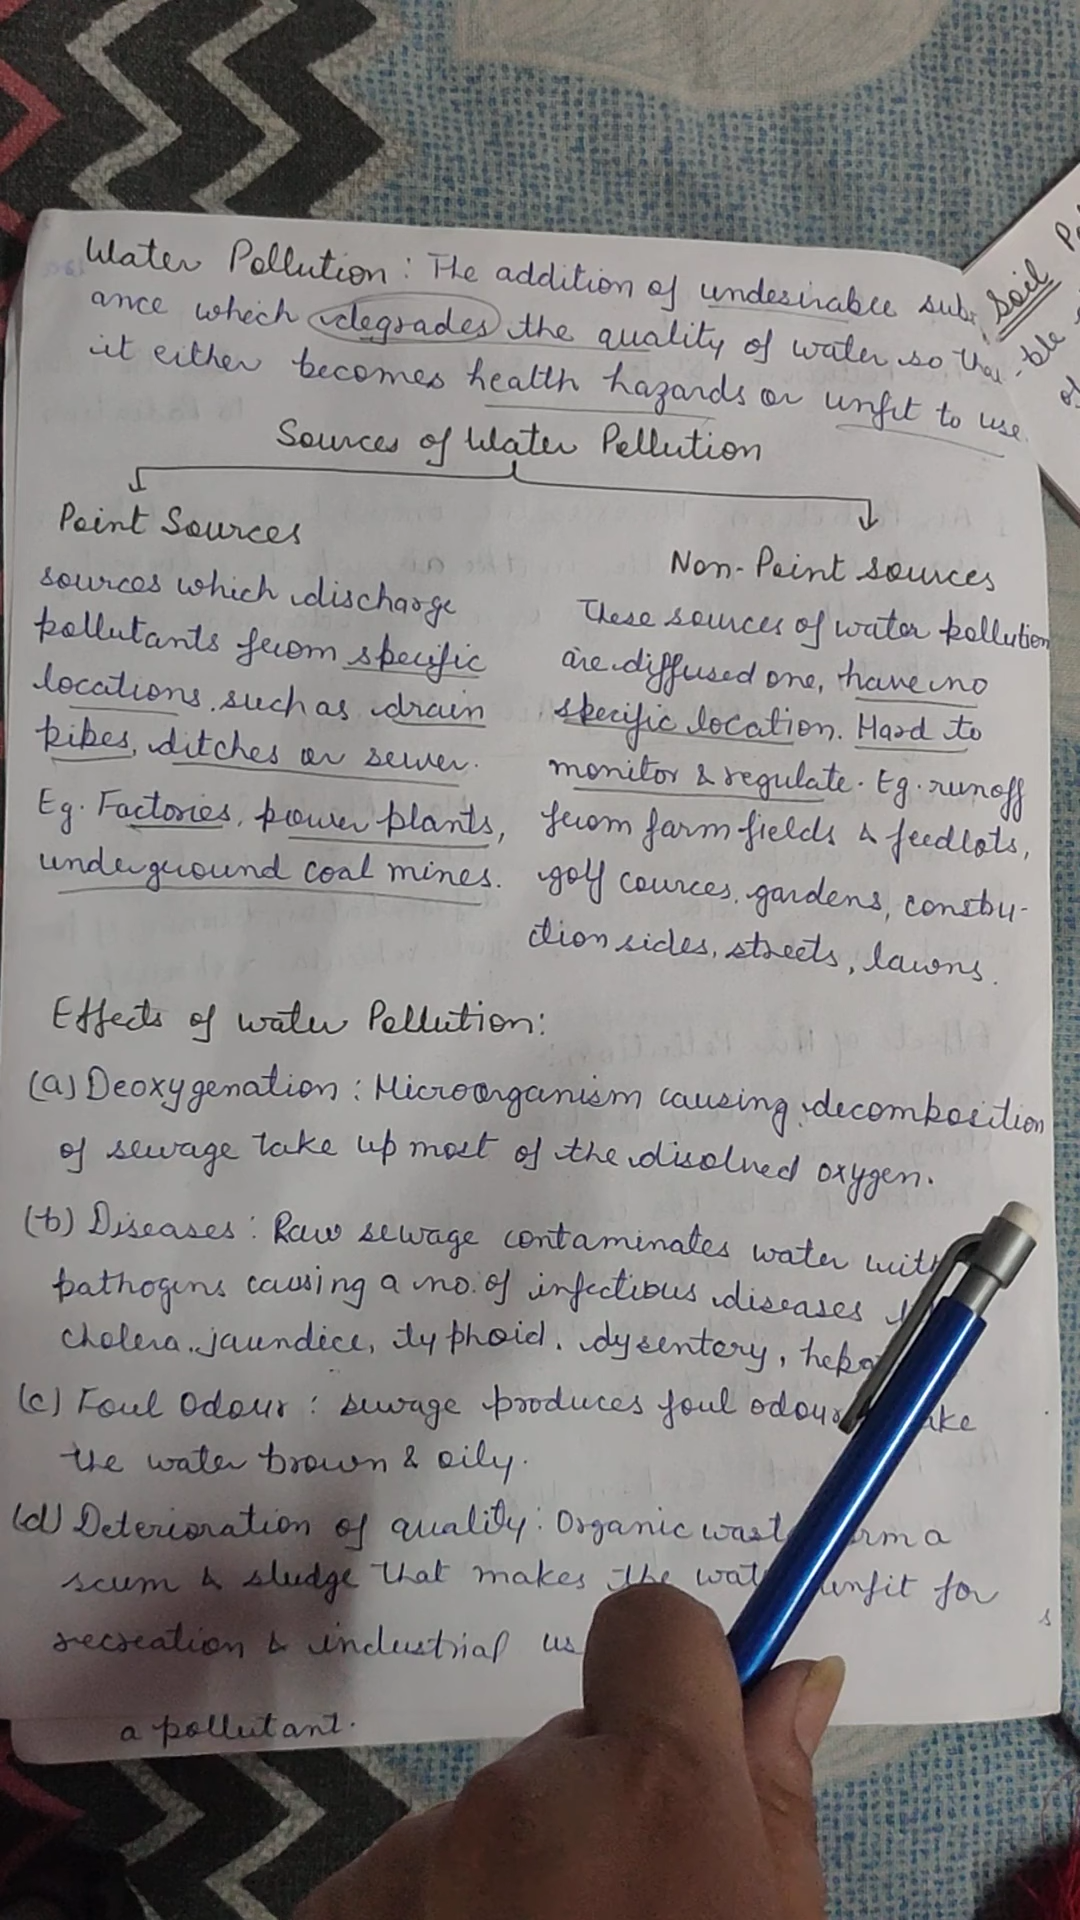 Water Pollution: The addition of undesirable subst
ance which degrades the quality of water so that
it either becomes health hazards or unfit to use.
Sources of Water Pollution
Point Sources
sources which discharge
pollutants from specific
locations. such as drain
pipes, ditches or sewer.
Eg. Factories, power plants,
underground coal mines.
Non-Point sources
These sources of water pollution
are diffused one, have no
specific location. Hard to
monitor & regulate. Eg. runoff
from farm fields & feedlots,
golf cources, gardens, constru-
ction sides, streets, lawns.
Effects of water Pollution:
(a) Deoxygenation: Microorganism causing decomposition
of sewage take up most of the disolved oxygen.
(b) Diseases: Raw sewage contaminates water with
pathogens causing a no. of infectious diseases
cholera, jaundice, typhoid, dysentery,
(c) Foul Odour: sewage produces foul odour
the water brown & oily.
(d) Deterioration of quality: Organic a
scum & sludge that makes the unfit for
recreation & industrial
a pollutant.
Soil